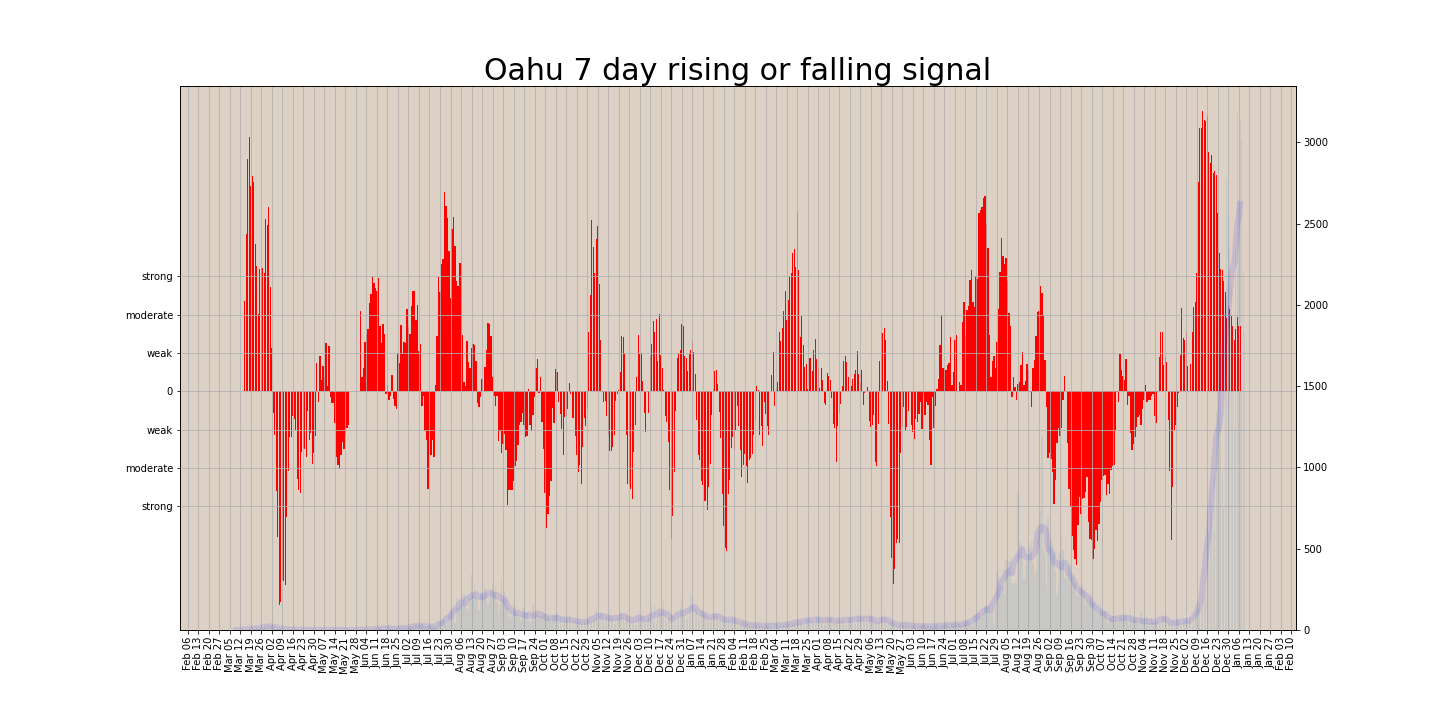 Oahu 7 day rising or falling signal
strong
moderate
weak
0
weak
moderate
strong
3000
2500
2000
1500
1000
500
0
Feb 06
Feb 13
Feb 20
Feb 27
Mar 05
Mar 12
Mar 19
Mar 26
Apr 02
Apr 09
Apr 16
Apr 23
Apr 30
May 07
May 14
May 21
May 28
Jun 04
Jun 11
Jun 18
Jun 25
Jul 02
Jul 09
Jul 16
Jul 23
Jul 30
Aug 06
Aug 13
Aug 20
Aug 27
Sep 03
Sep 10
Sep 17
Sep 24
Oct 01
Oct 08
Oct 15
Oct 22
Oct 29
Nov 05
Nov 12
Nov 19
Nov 26
Dec 03
Dec 10
Dec 17
Dec 24
Dec 31
Jan 07
Jan 14
Jan 21
Jan 28
Feb 04
Feb 11
Feb 18
Feb 25
Mar 04
Mar 11
Mar 18
Mar 25
Apr 01
Apr 08
Apr 15
Apr 22
Apr 29
May 06
May 13
May 20
May 27
Jun 03
Jun 10
Jun 17
Jun 24
Jul 01
Jul 08
Jul 15
Jul 22
Jul 29
Aug 05
Aug 12
Aug 19
Aug 26
Sep 02
Sep 09
Sep 16
Sep 23
Sep 30
Oct 07
Oct 14
Oct 21
Oct 28
Nov 04
Nov 11
Nov 18
Nov 25
Dec 02
Dec 09
Dec 16
Dec 23
Dec 30
Jan 06
Jan 13
Jan 20
Jan 27
Feb 03
Feb 10